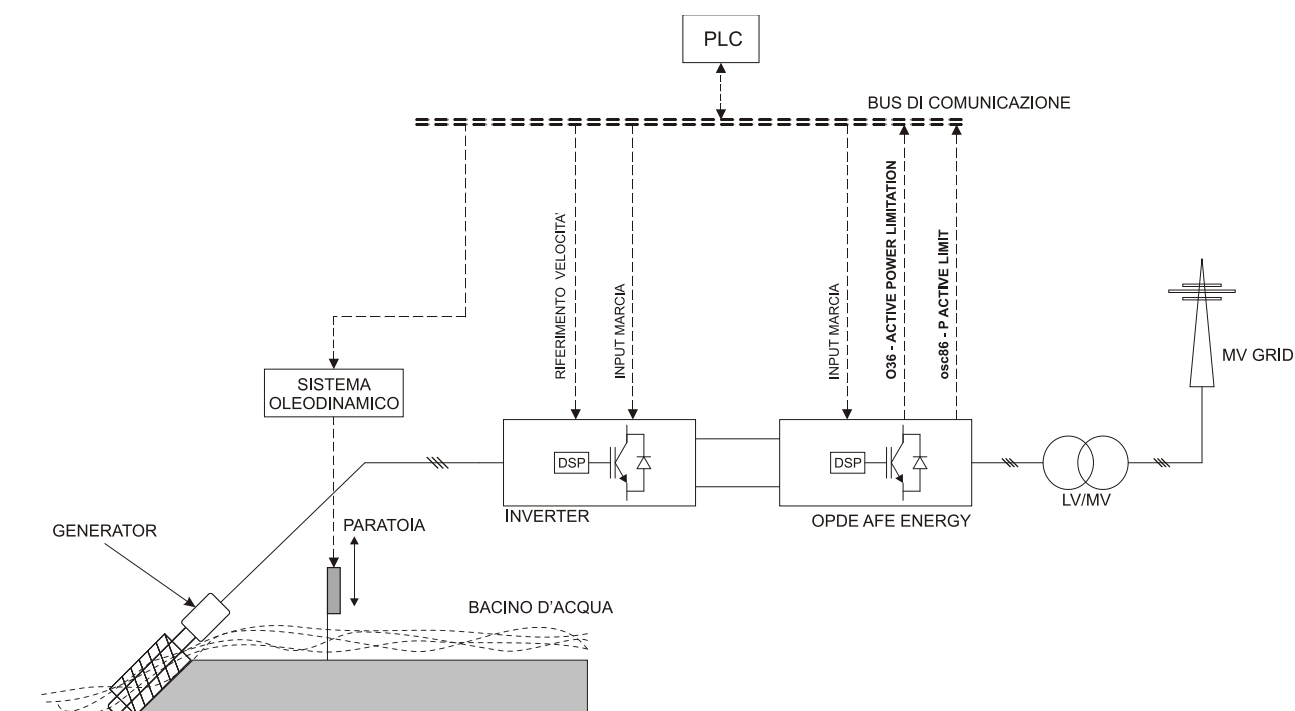 PLC
BUS DI COMUNICAZIONE
RIFERIMENTO VELOCITA'
INPUT MARCIA
INPUT MARCIA
O36 - ACTIVE POWER LIMITATION
osc86 - P ACTIVE LIMIT
MV GRID
SISTEMA
OLEODINAMICO
DSP
DSP
INVERTER
OPDE AFE ENERGY
LV/MV
GENERATOR
PARATOIA
BACINO D'ACQUA